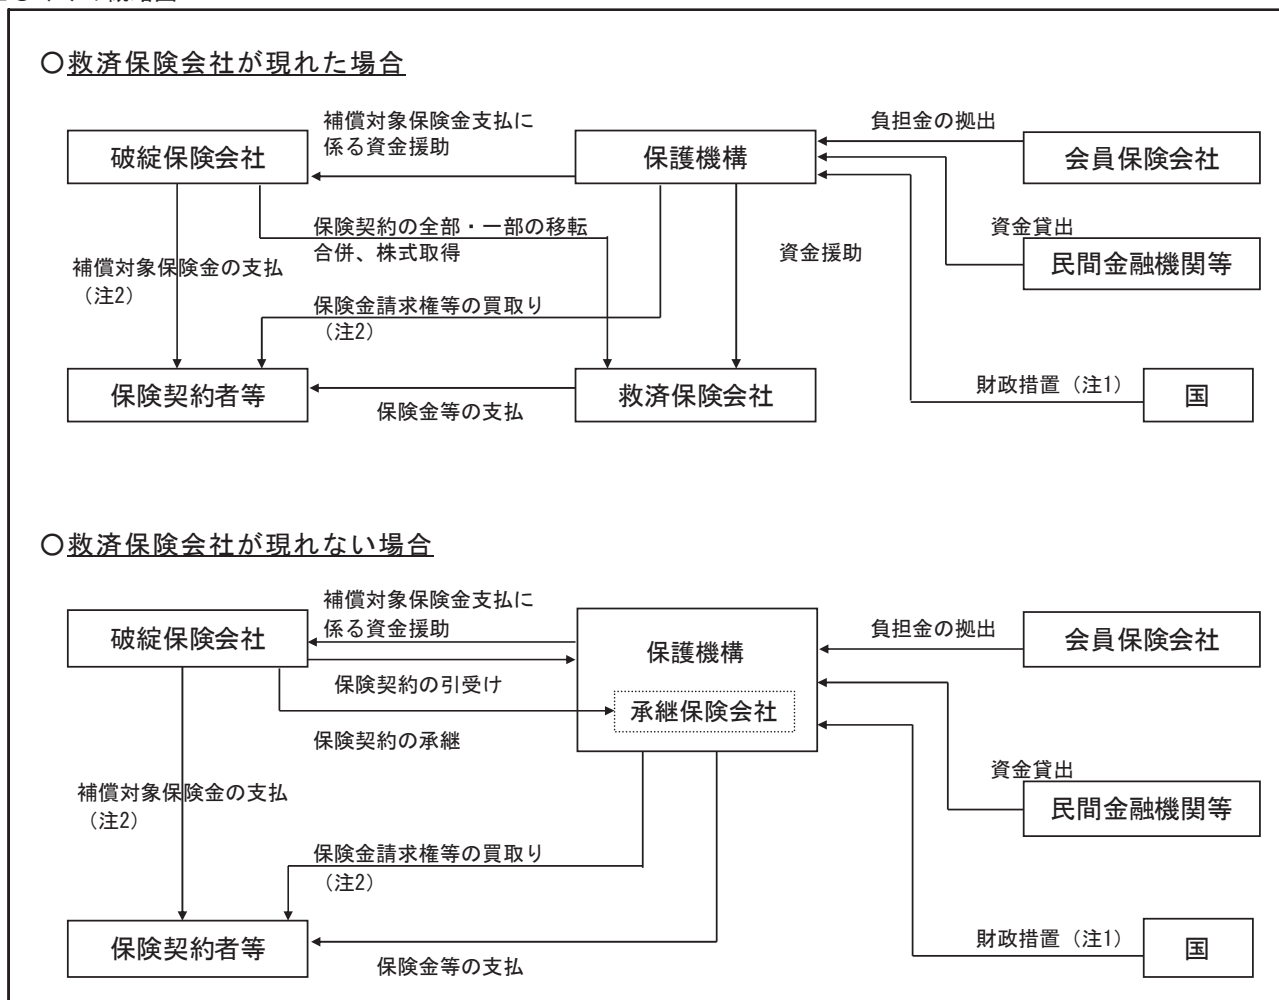 ○救済保険会社が現れた場合
補償対象保険金支払に
係る資金援助
負担金の拠出
破綻保険会社
保護機構
会員保険会社
保険契約の全部・一部の移転
合併、株式取得
資金貸出
資金援助
民間金融機関等
補償対象保険金の支払
（注2）
保険金請求権等の買取り
（注2）
財政措置（注1）
保険契約者等
救済保険会社
国
保険金等の支払
○救済保険会社が現れない場合
補償対象保険金支払に
係る資金援助
負担金の拠出
破綻保険会社
保護機構
会員保険会社
保険契約の引受け
承継保険会社
保険契約の承継
資金貸出
民間金融機関等
補償対象保険金の支払
（注2）
保険金請求権等の買取り
（注2）
財政措置（注1）
保険契約者等
国
保険金等の支払